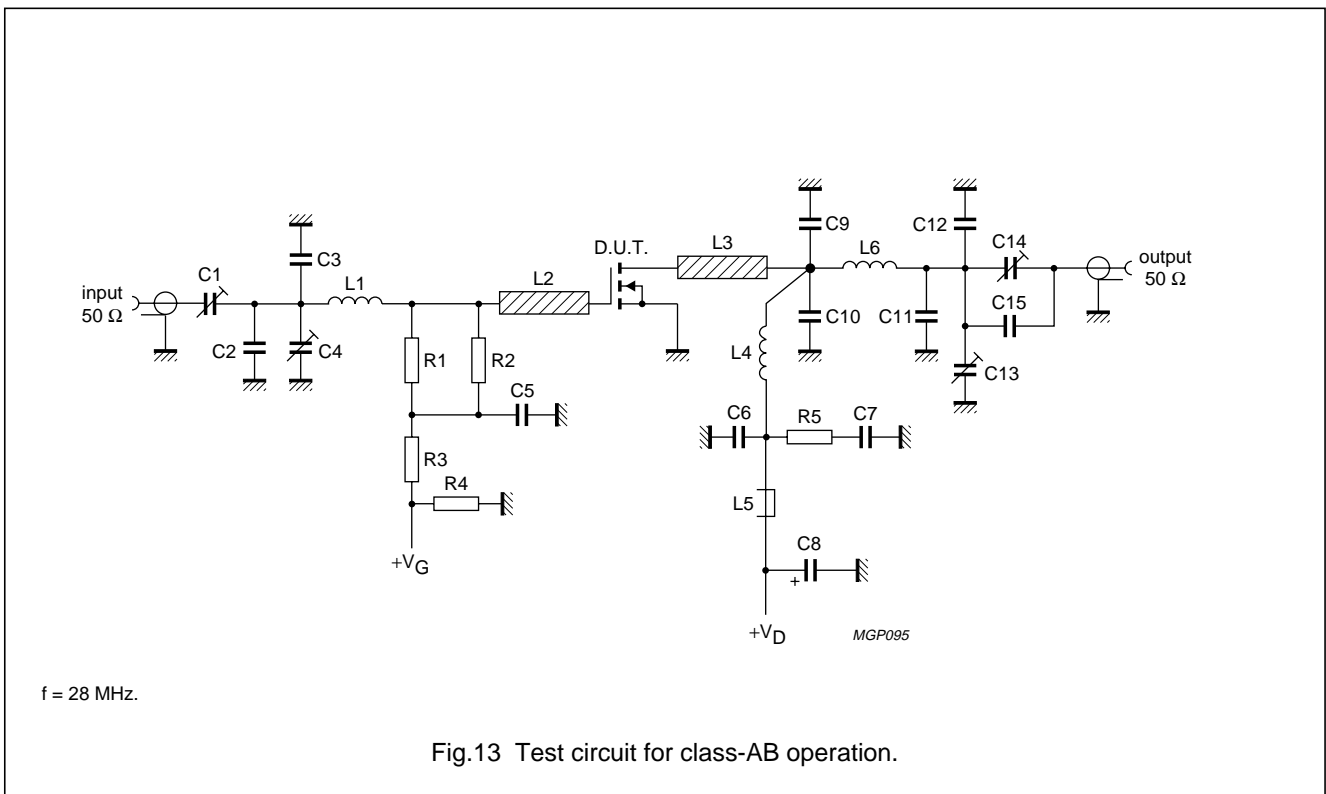 C9
C12
D.U.T.
L3
L6
C14
output
50 Ω
C3
C1
L1
L2
input
50 Ω
C2
C4
R1
R2
C10
C11
C15
L4
C13
C5
C6
R5
C7
R3
R4
L5
+VG
C8
+
+VD
MGP095
f = 28 MHz.
Fig.13 Test circuit for class-AB operation.